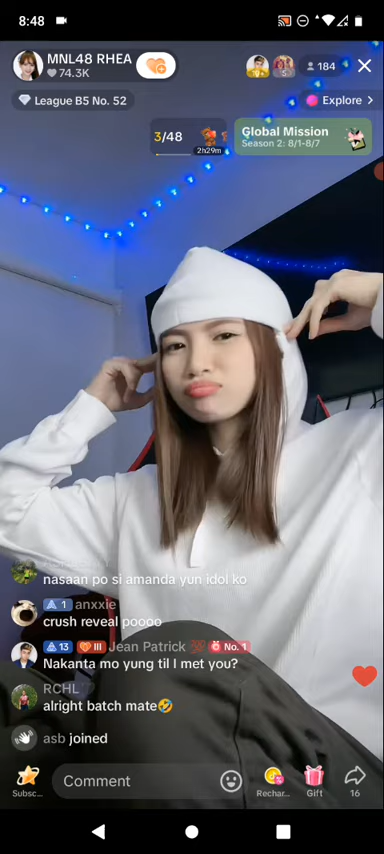 8:48
MNL48 RHEA
74.3K
184
League B5 No. 52
Explore
3/48
2h29m
Global Mission
Season 2: 8/1-8/7
nasaan po si amanda yun idol ko
1 anxxie
crush reveal poooo
13 III Jean Patrick 💯 No. 1
Nakanta mo yung til I met you?
RCHL
alright batch mate🤣
asb joined
Subsc...
Comment
Rechar...
Gift
16